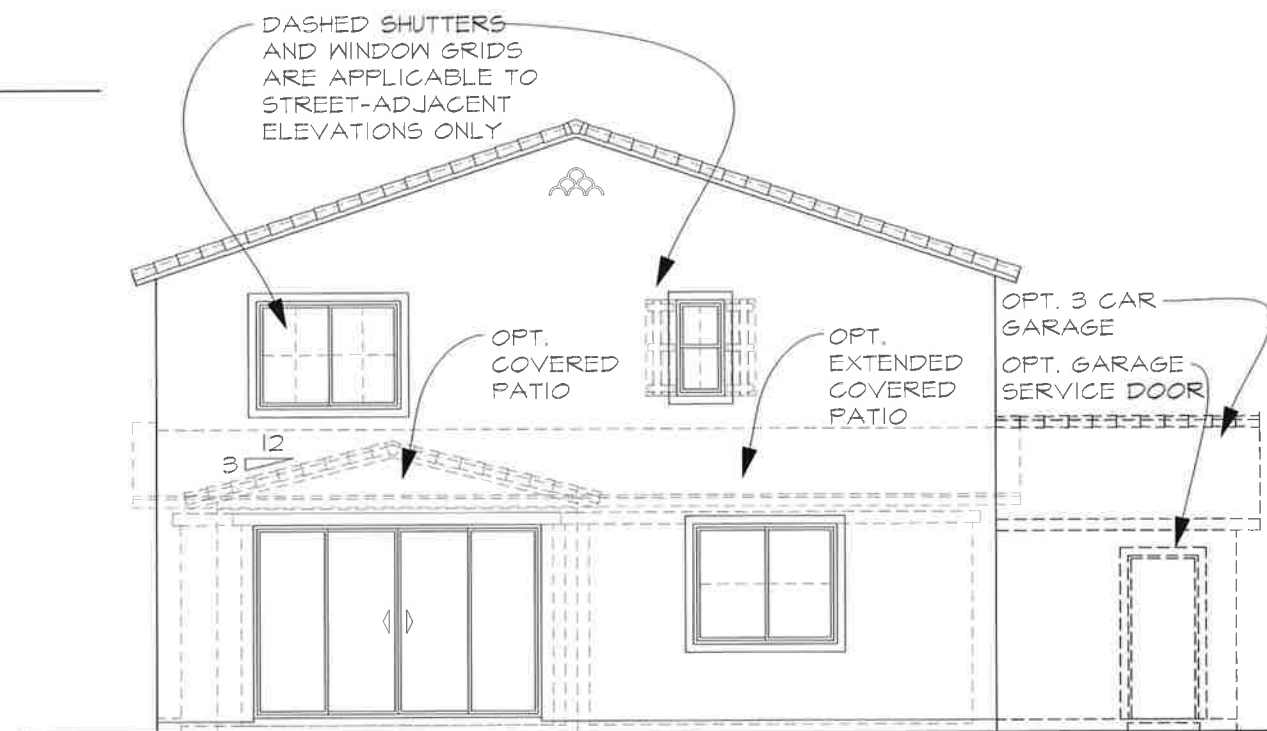 DASHED SHUTTERS
AND WINDOW GRIDS
ARE APPLICABLE TO
STREET-ADJACENT
ELEVATIONS ONLY
OPT.
COVERED
PATIO
OPT.
EXTENDED
COVERED
PATIO
OPT. 3 CAR
GARAGE
OPT. GARAGE
SERVICE DOOR
12
3